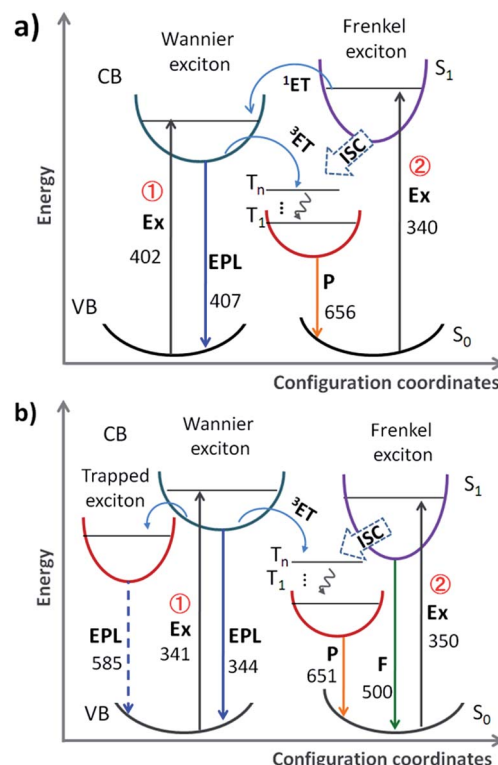 a)
Wannier
exciton
Frenkel
exciton
CB
S1
¹ET
³ET
ISC
Tn
①
②
Ex
402
T1
Ex
340
EPL
407
P
656
VB
S0
Energy
Configuration coordinates
b)
CB
Wannier
exciton
Frenkel
exciton
Trapped
exciton
S1
³ET
ISC
Tn
T1
①
②
EPL
585
Ex
341
EPL
344
P
651
F
500
Ex
350
VB
S0
Energy
Configuration coordinates